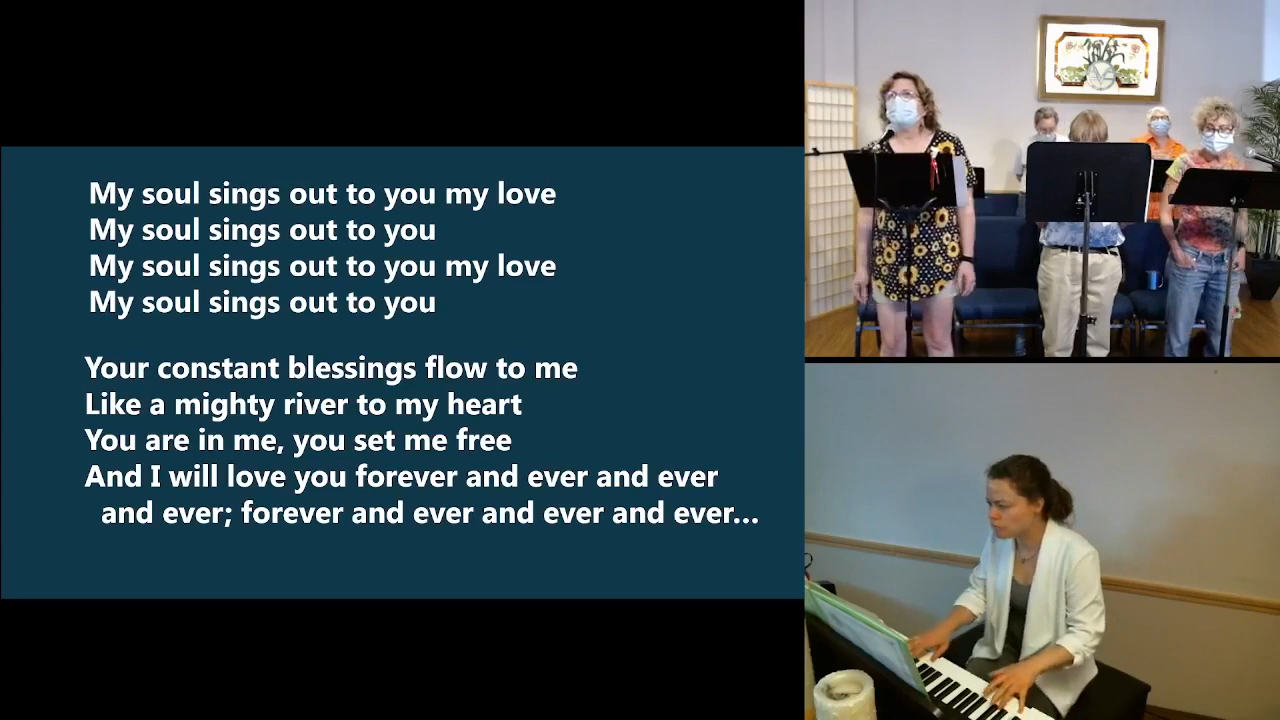 My soul sings out to you my love
My soul sings out to you
My soul sings out to you my love
My soul sings out to you
Your constant blessings flow to me
Like a mighty river to my heart
You are in me, you set me free
And I will love you forever and ever and ever
and ever; forever and ever and ever and ever...